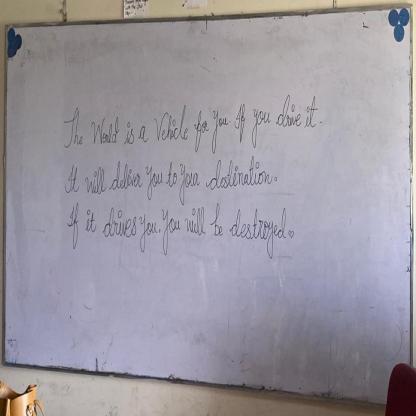 The World is a Vehicle for You If you drive it.
It will deliver You to Your destination.
If it drives You, You will be destroyed.